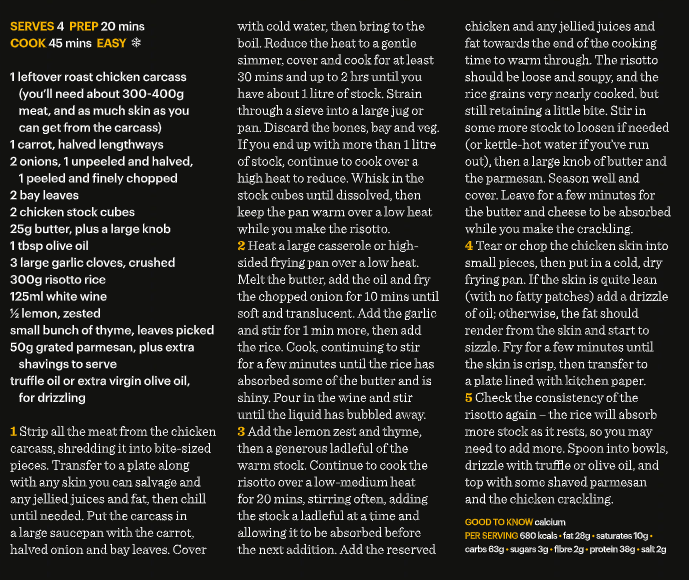 SERVES 4 PREP 20 mins
COOK 45 mins EASY
1 leftover roast chicken carcass
(you'll need about 300-400g
meat, and as much skin as you
can get from the carcass)
1 carrot, halved lengthways
2 onions, 1 unpeeled and halved,
1 peeled and finely chopped
2 bay leaves
2 chicken stock cubes
25g butter, plus a large knob
1 tbsp olive oil
3 large garlic cloves, crushed
300g risotto rice
125ml white wine
½ lemon, zested
small bunch of thyme, leaves picked
50g grated parmesan, plus extra
shavings to serve
truffle oil or extra virgin olive oil,
for drizzling
1 Strip all the meat from the chicken
carcass, shredding it into bite-sized
pieces. Transfer to a plate along
with any skin you can salvage and
any jellied juices and fat, then chill
until needed. Put the carcass in
a large saucepan with the carrot,
halved onion and bay leaves. Cover
with cold water, then bring to the
boil. Reduce the heat to a gentle
simmer, cover and cook for at least
30 mins and up to 2 hrs until you
have about 1 litre of stock. Strain
through a sieve into a large jug or
pan. Discard the bones, bay and veg.
If you end up with more than 1 litre
of stock, continue to cook over a
high heat to reduce. Whisk in the
stock cubes until dissolved, then
keep the pan warm over a low heat
while you make the risotto.
2 Heat a large casserole or high-
sided frying pan over a low heat.
Melt the butter, add the oil and fry
the chopped onion for 10 mins until
soft and translucent. Add the garlic
and stir for 1 min more, then add
the rice. Cook, continuing to stir
for a few minutes until the rice has
absorbed some of the butter and is
shiny. Pour in the wine and stir
until the liquid has bubbled away.
3 Add the lemon zest and thyme,
then a generous ladleful of the
warm stock. Continue to cook the
risotto over a low-medium heat
for 20 mins, stirring often, adding
the stock a ladleful at a time and
allowing it to be absorbed before
the next addition. Add the reserved
chicken and any jellied juices and
fat towards the end of the cooking
time to warm through. The risotto
should be loose and soupy, and the
rice grains very nearly cooked, but
still retaining a little bite. Stir in
some more stock to loosen if needed
(or kettle-hot water if you've run
out), then a large knob of butter and
the parmesan. Season well and
cover. Leave for a few minutes for
the butter and cheese to be absorbed
while you make the crackling.
4 Tear or chop the chicken skin into
small pieces, then put in a cold, dry
frying pan. If the skin is quite lean
(with no fatty patches) add a drizzle
of oil; otherwise, the fat should
render from the skin and start to
sizzle. Fry for a few minutes until
the skin is crisp, then transfer to
a plate lined with kitchen paper.
5 Check the consistency of the
risotto again – the rice will absorb
more stock as it rests, so you may
need to add more. Spoon into bowls,
drizzle with truffle or olive oil, and
top with some shaved parmesan
and the chicken crackling.
GOOD TO KNOW calcium
PER SERVING 680 kcals • fat 28g • saturates 10g •
carbs 63g • sugars 3g • fibre 2g • protein 38g • salt 2g